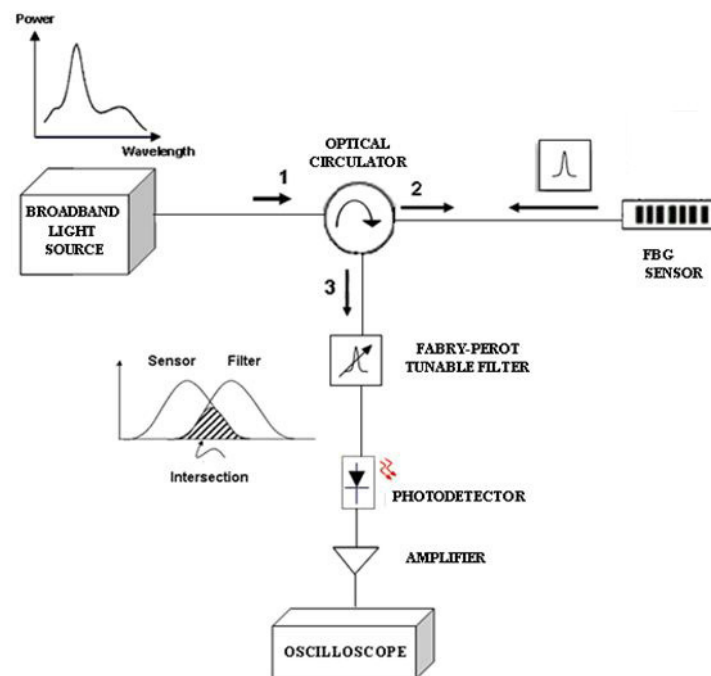 Power
Wavelength
BROADBAND
LIGHT
SOURCE
1
OPTICAL
CIRCULATOR
2
FBG
SENSOR
3
FABRY-PEROT
TUNABLE FILTER
Sensor Filter
Intersection
PHOTODETECTOR
AMPLIFIER
OSCILLOSCOPE